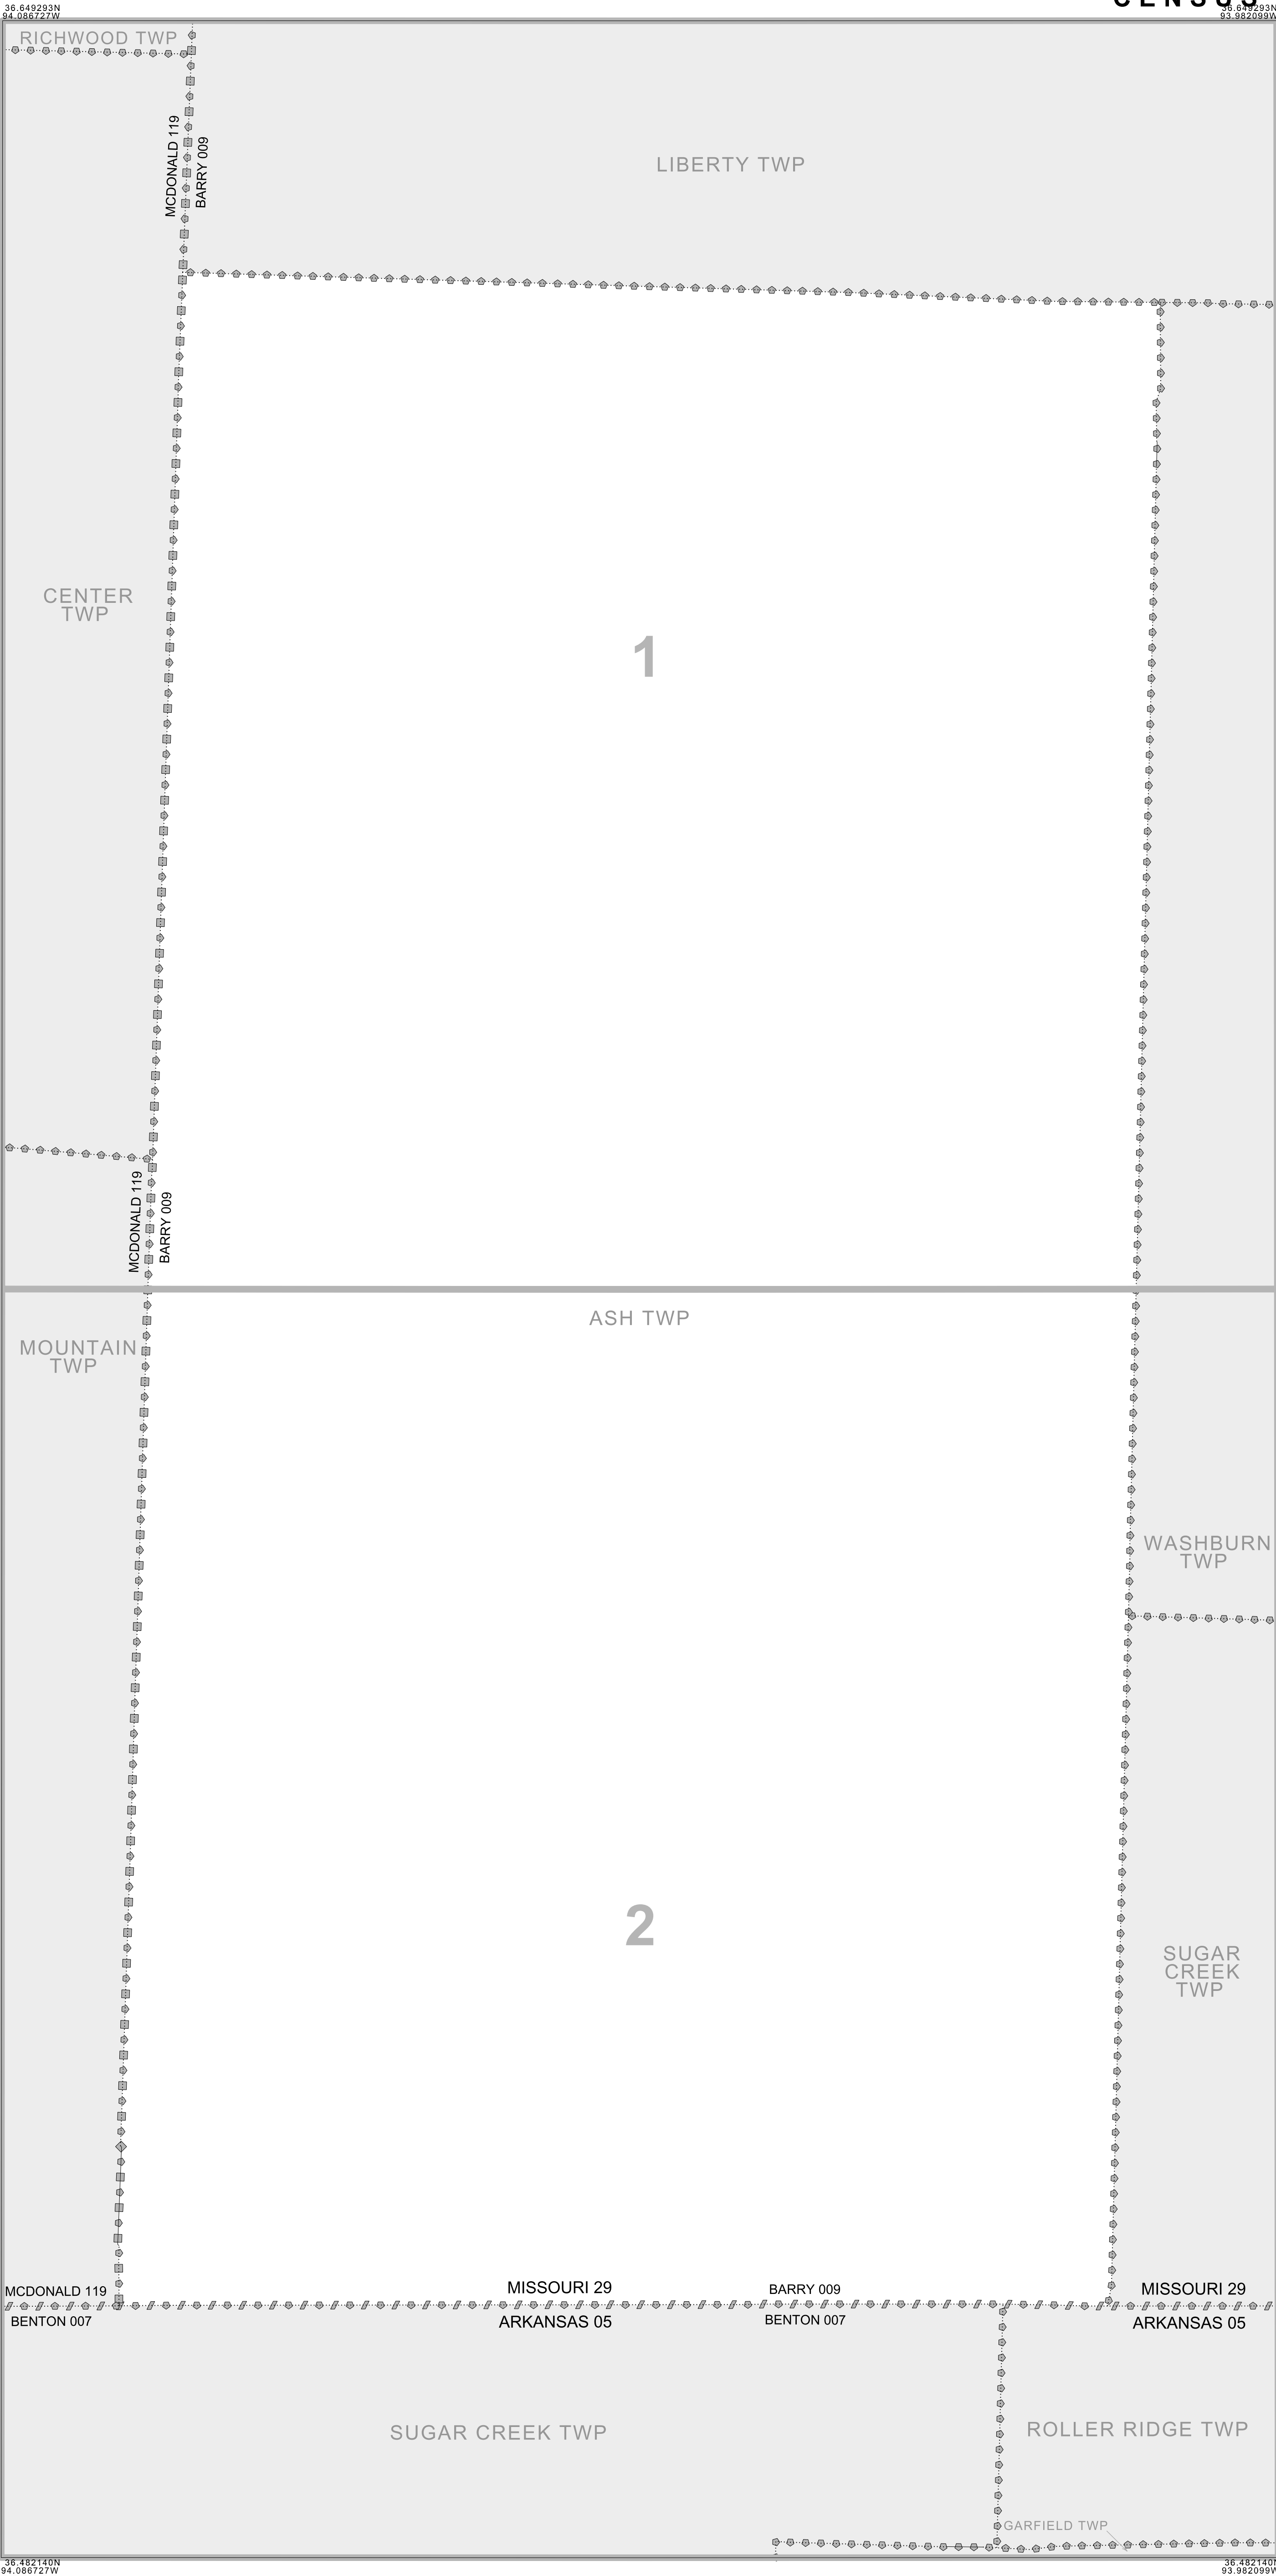 CENSUS
36.649293N
94.086727W
36.649293N
93.982099W
RICHWOOD TWP
MCDONALD 119
BARRY 009
LIBERTY TWP
CENTER
TWP
1
MCDONALD 119
BARRY 009
ASH TWP
MOUNTAIN
TWP
WASHBURN
TWP
2
SUGAR
CREEK
TWP
MCDONALD 119
BENTON 007
MISSOURI 29
ARKANSAS 05
BARRY 009
BENTON 007
MISSOURI 29
ARKANSAS 05
SUGAR CREEK TWP
ROLLER RIDGE TWP
GARFIELD TWP
36.482140N
94.086727W
36.482140N
93.982099W